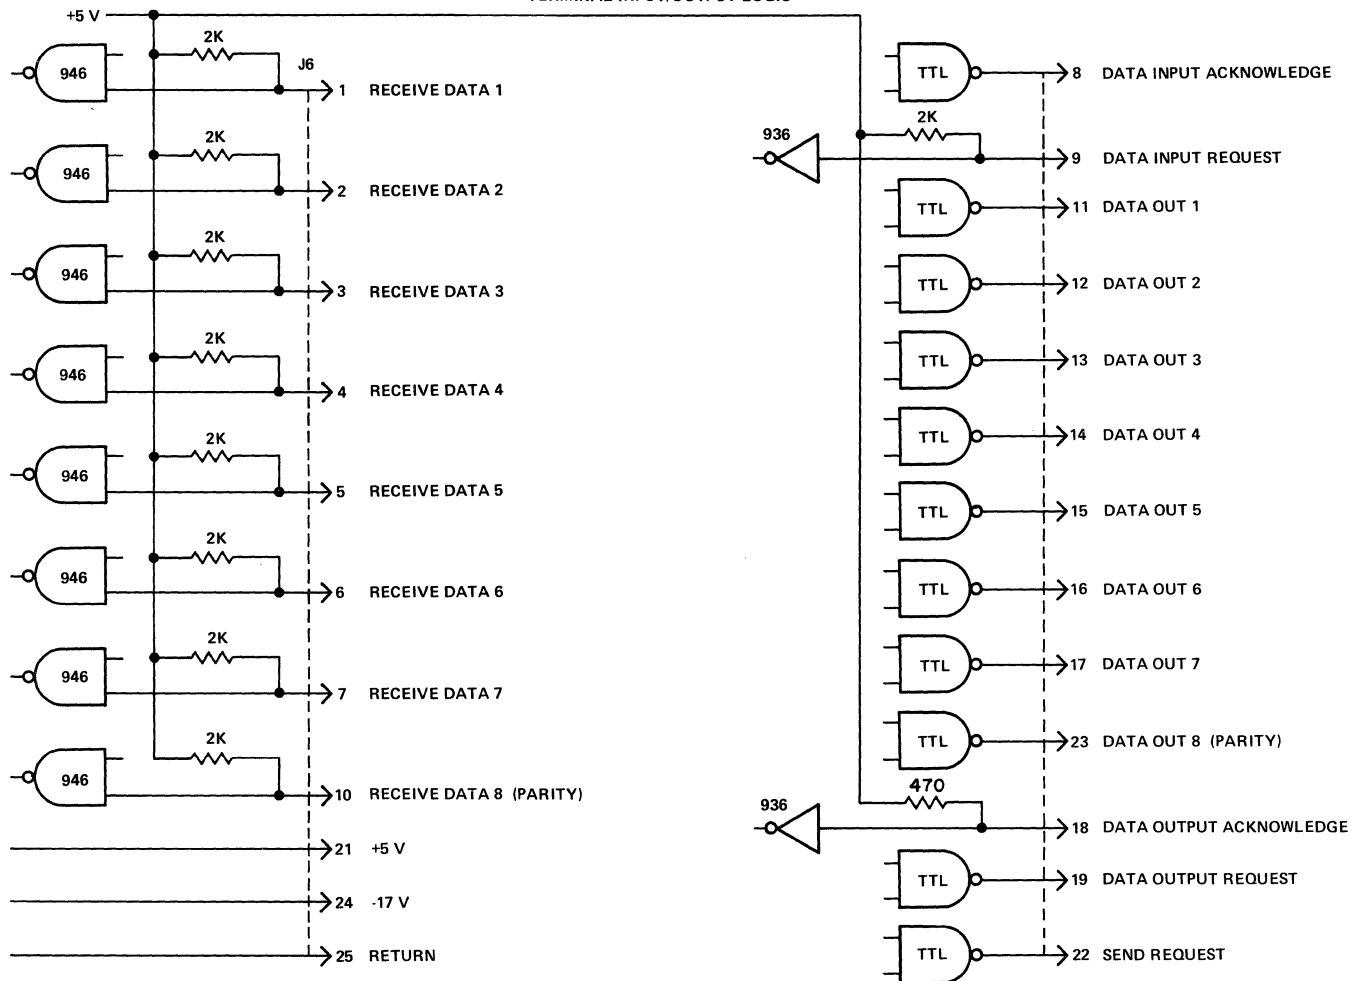 +5 V
2K
946
J6
1 RECEIVE DATA 1
2K
946
2 RECEIVE DATA 2
2K
946
3 RECEIVE DATA 3
2K
946
4 RECEIVE DATA 4
2K
946
5 RECEIVE DATA 5
2K
946
6 RECEIVE DATA 6
2K
946
7 RECEIVE DATA 7
2K
946
10 RECEIVE DATA 8 (PARITY)
21 +5 V
24 -17 V
25 RETURN
TTL 8 DATA INPUT ACKNOWLEDGE
2K
936
9 DATA INPUT REQUEST
TTL 11 DATA OUT 1
TTL 12 DATA OUT 2
TTL 13 DATA OUT 3
TTL 14 DATA OUT 4
TTL 15 DATA OUT 5
TTL 16 DATA OUT 6
TTL 17 DATA OUT 7
TTL 23 DATA OUT 8 (PARITY)
470
936
18 DATA OUTPUT ACKNOWLEDGE
TTL 19 DATA OUTPUT REQUEST
TTL 22 SEND REQUEST